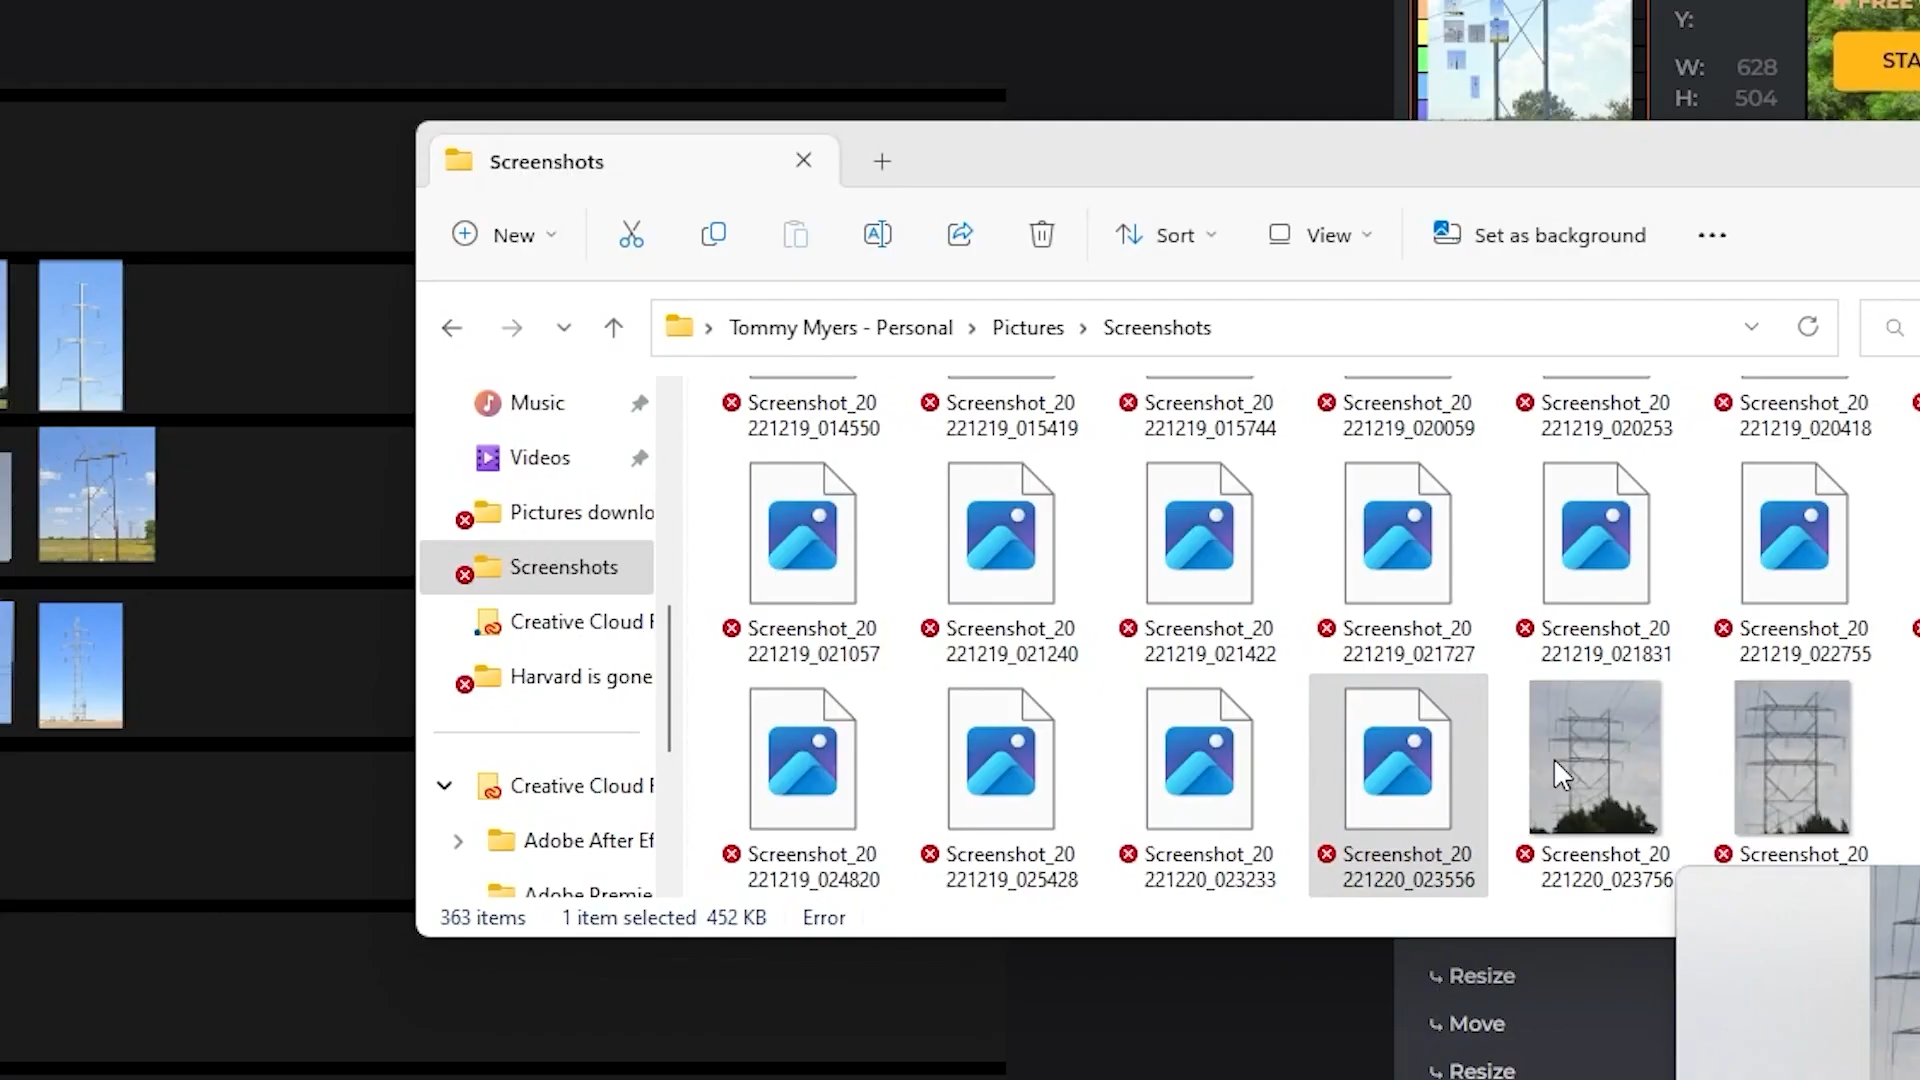 FREE
STA
Y:
W: 628
H: 504
Screenshots
New
Sort
View
Set as background
Tommy Myers - Personal
Pictures
Screenshots
Music
Videos
Pictures downlo
Screenshots
Creative Cloud F
Harvard is gone
Creative Cloud F
Adobe After Ef
Adobe Premie
Screenshot_20
221219_014550
Screenshot_20
221219_015419
Screenshot_20
221219_015744
Screenshot_20
221219_020059
Screenshot_20
221219_020253
Screenshot_20
221219_020418
Screenshot_20
221219_021057
Screenshot_20
221219_021240
Screenshot_20
221219_021422
Screenshot_20
221219_021727
Screenshot_20
221219_021831
Screenshot_20
221219_022755
Screenshot_20
221219_024820
Screenshot_20
221219_025428
Screenshot_20
221220_023233
Screenshot_20
221220_023556
Screenshot_20
221220_023756
Screenshot_20
363 items
1 item selected 452 KB
Error
Resize
Move
Resize